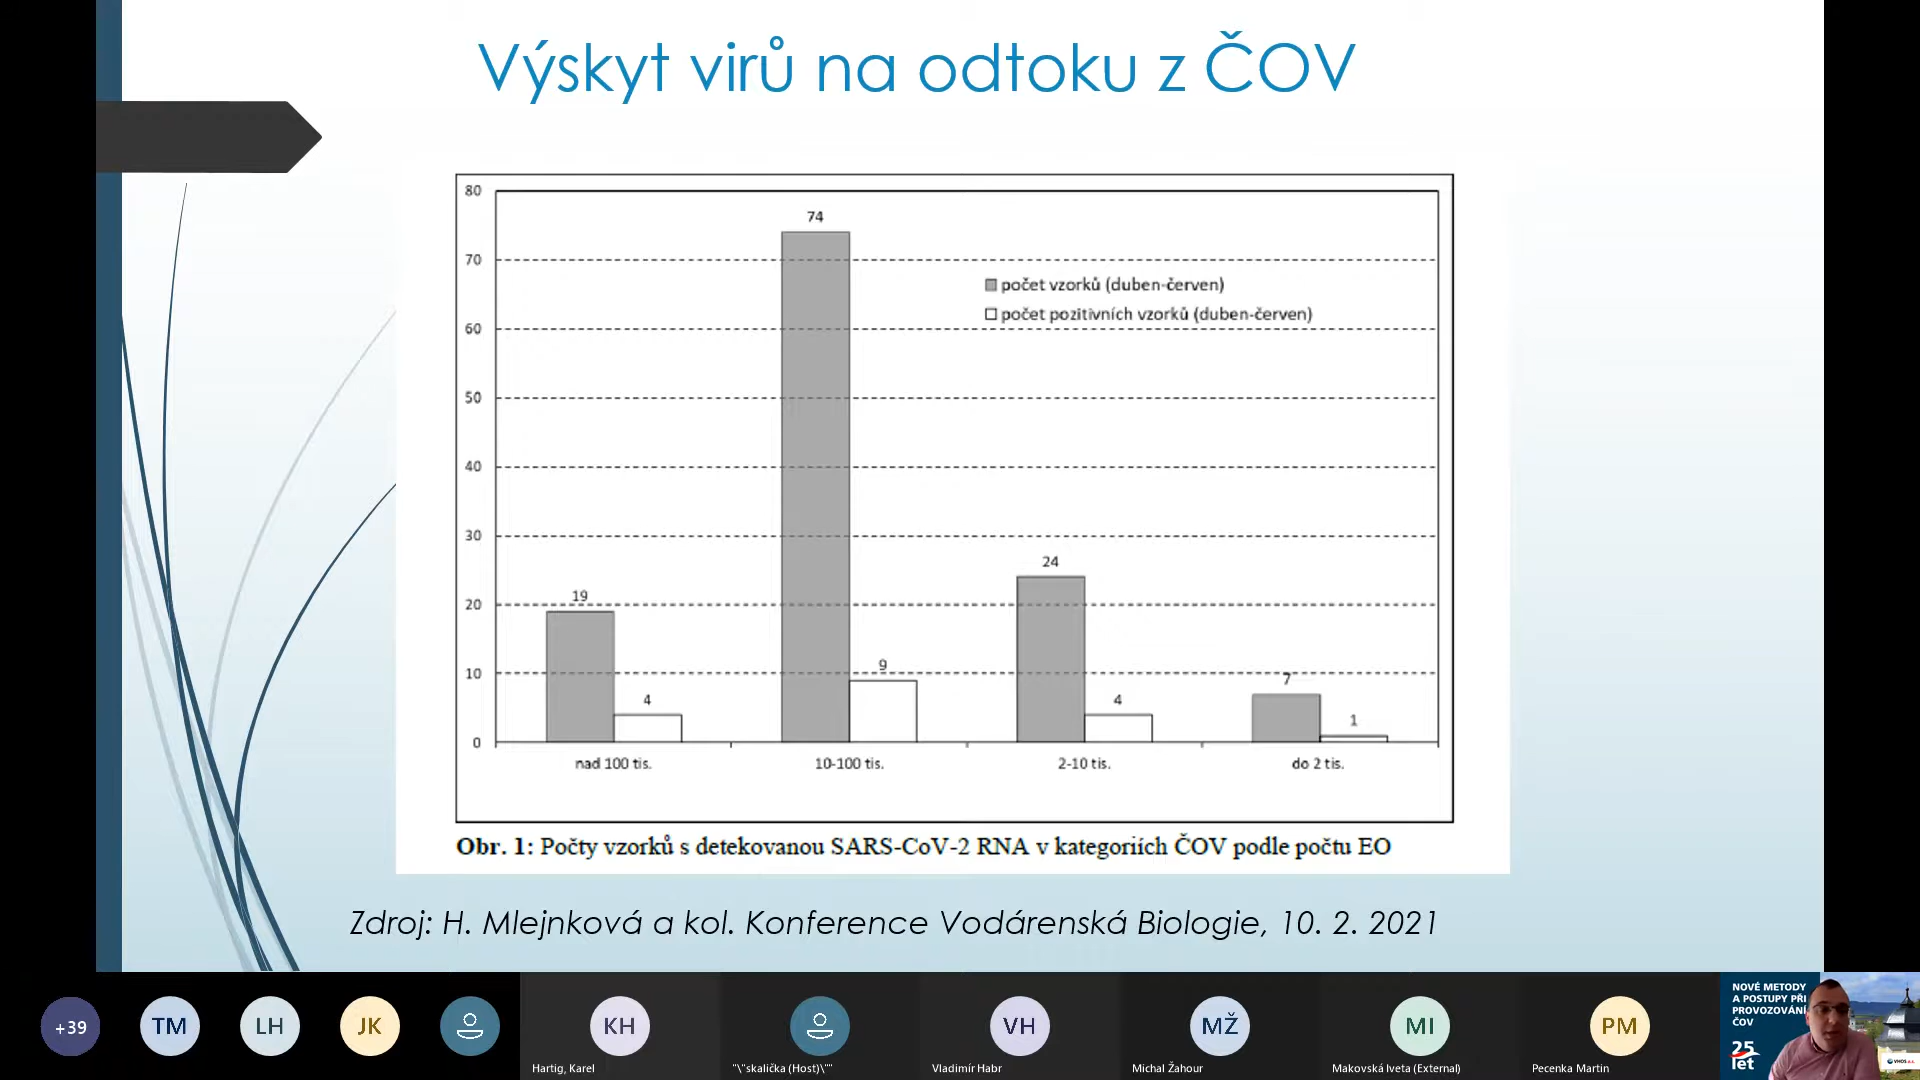 Výskyt virů na odtoku z ČOV
80
74
70
počet vzorků (duben-červen)
počet pozitivních vzorků (duben-červen)
60
50
40
30
24
20
19
10
9
4
4
7
1
0
nad 100 tis.
10-100 tis.
2-10 tis.
do 2 tis.
Obr. 1: Počty vzorků s detekovanou SARS-CoV-2 RNA v kategoriích ČOV podle počtu EO
Zdroj: H. Mlejnková a kol. Konference Vodárenská Biologie, 10. 2. 2021
+39
TM
LH
JK
KH
VH
MŽ
MI
PM
Hartig, Karel
"\"skalička (Host)\""
Vladimír Habr
Michal Žahour
Makovská Iveta (External)
Pecenka Martin
NOVÉ METODY
A POSTUPY PŘI
PROVOZOVÁNÍ
ČOV
25
let